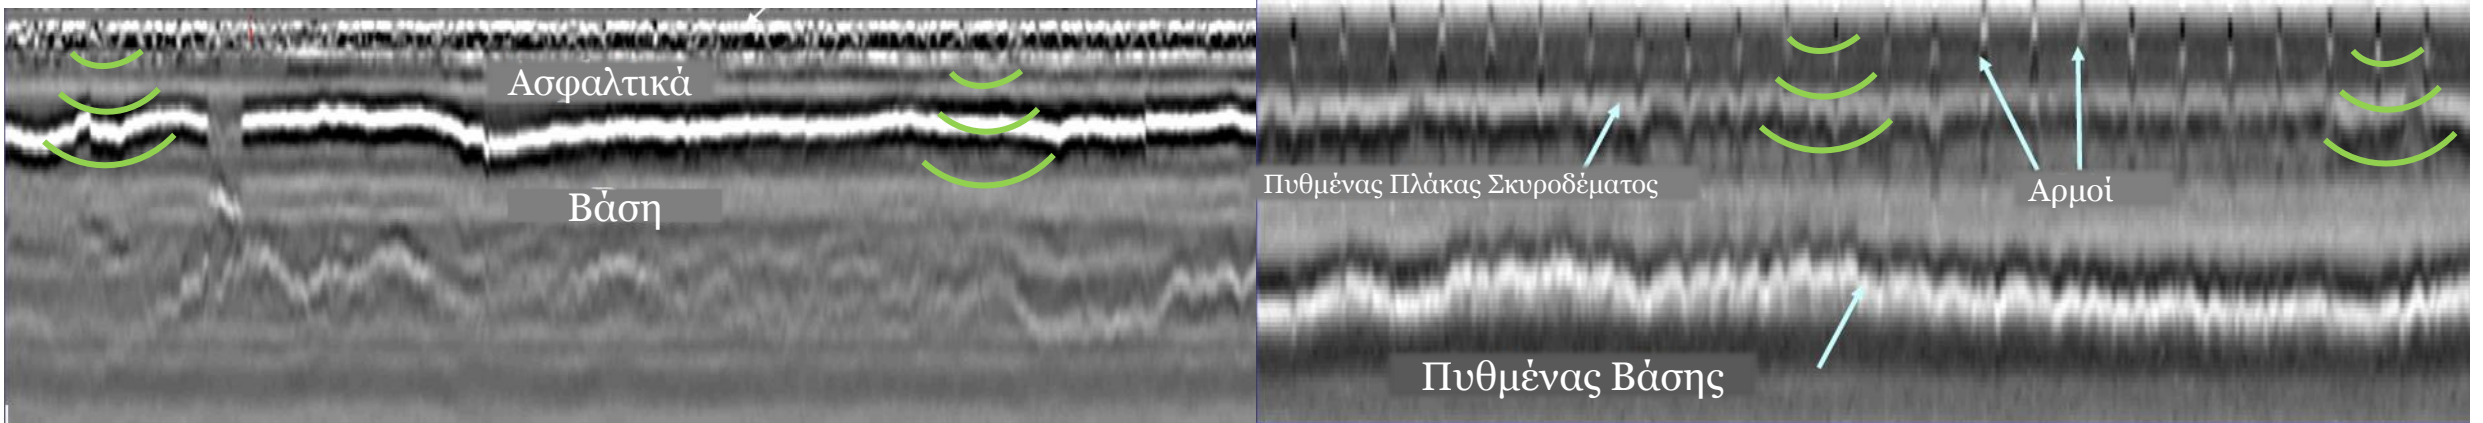 Ασφαλτικά
Βάση
Πυθμένας Πλάκας Σκυροδέματος
Αρμοί
Πυθμένας Βάσης